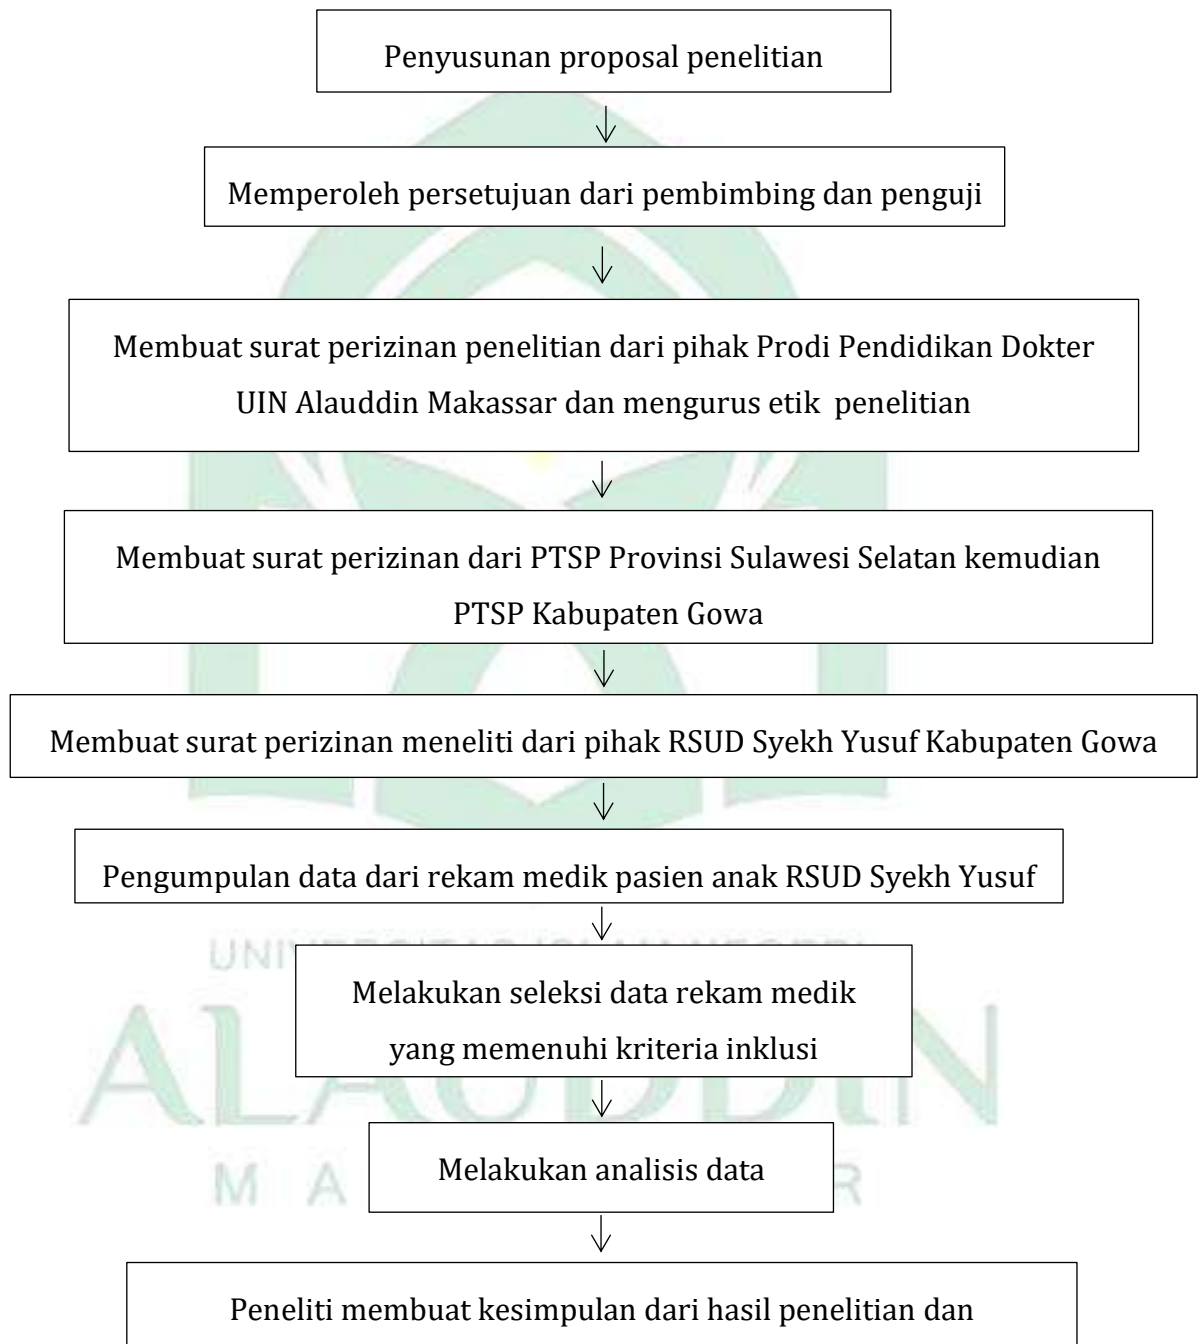 Penyusunan proposal penelitian
Memperoleh persetujuan dari pembimbing dan penguji
Membuat surat perizinan penelitian dari pihak Prodi Pendidikan Dokter
UIN Alauddin Makassar dan mengurus etik penelitian
Membuat surat perizinan dari PTSP Provinsi Sulawesi Selatan kemudian
PTSP Kabupaten Gowa
Membuat surat perizinan meneliti dari pihak RSUD Syekh Yusuf Kabupaten Gowa
Pengumpulan data dari rekam medik pasien anak RSUD Syekh Yusuf
Melakukan seleksi data rekam medik
yang memenuhi kriteria inklusi
ALAUDDIN
Melakukan analisis data
Peneliti membuat kesimpulan dari hasil penelitian dan